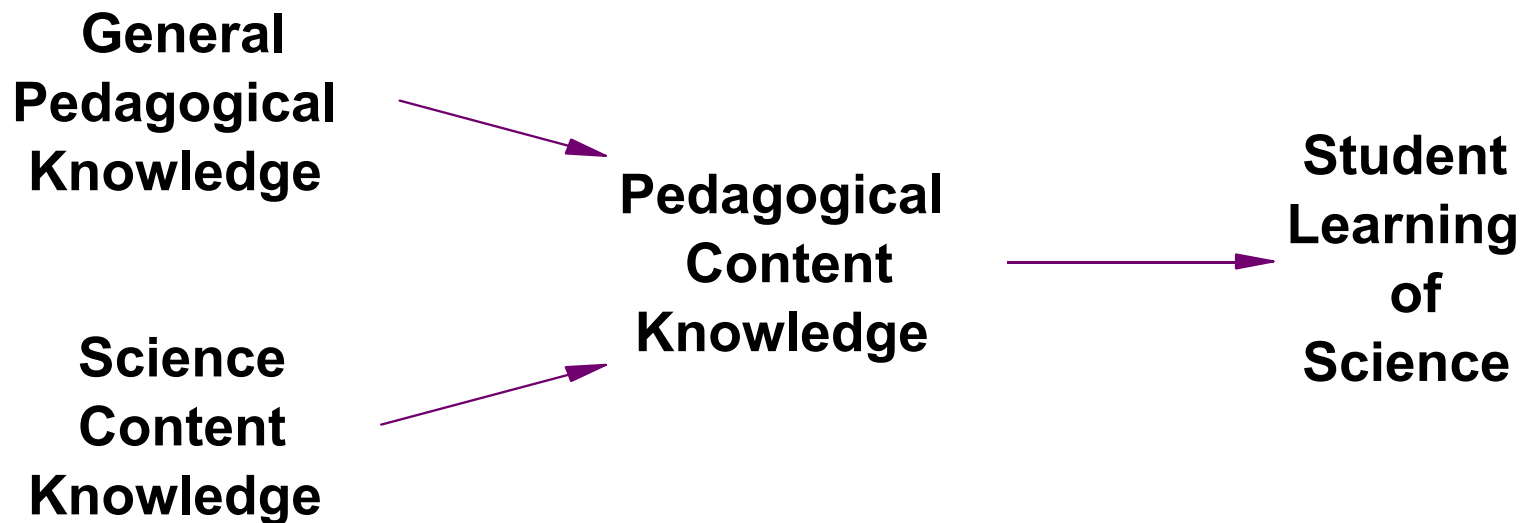 General
Pedagogical
Knowledge
Science
Content
Knowledge
Pedagogical
Content
Knowledge
Student
Learning
of
Science